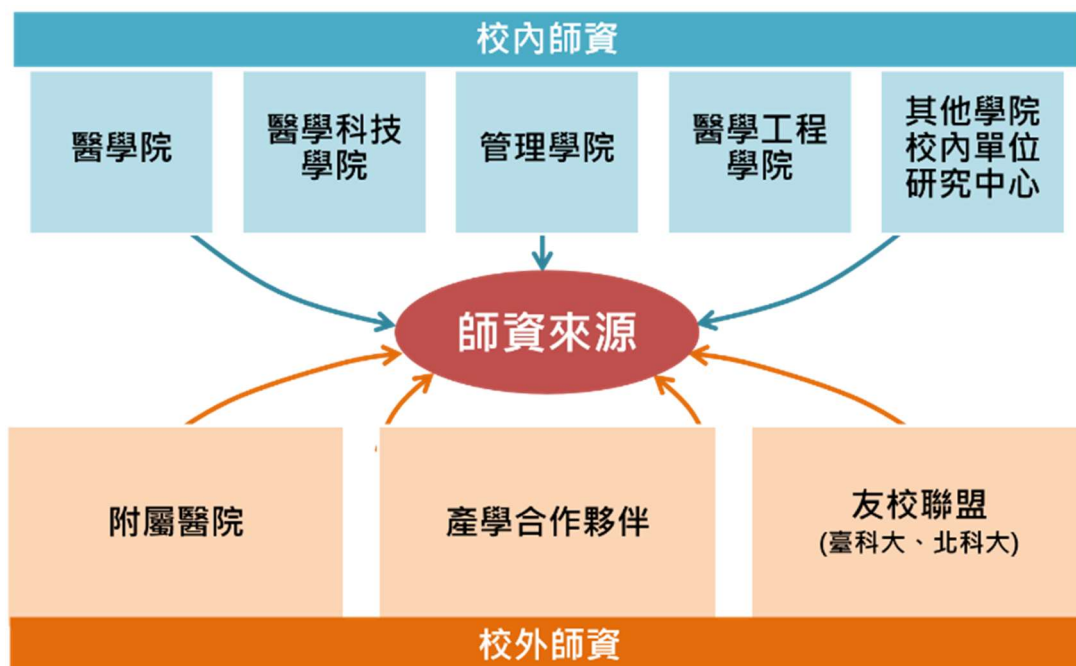 校內師資
醫學院
醫學科技
學院
管理學院
醫學工程
學院
其他學院
校內單位
研究中心
師資來源
附屬醫院
產學合作夥伴
友校聯盟
(臺科大、北科大)
校外師資